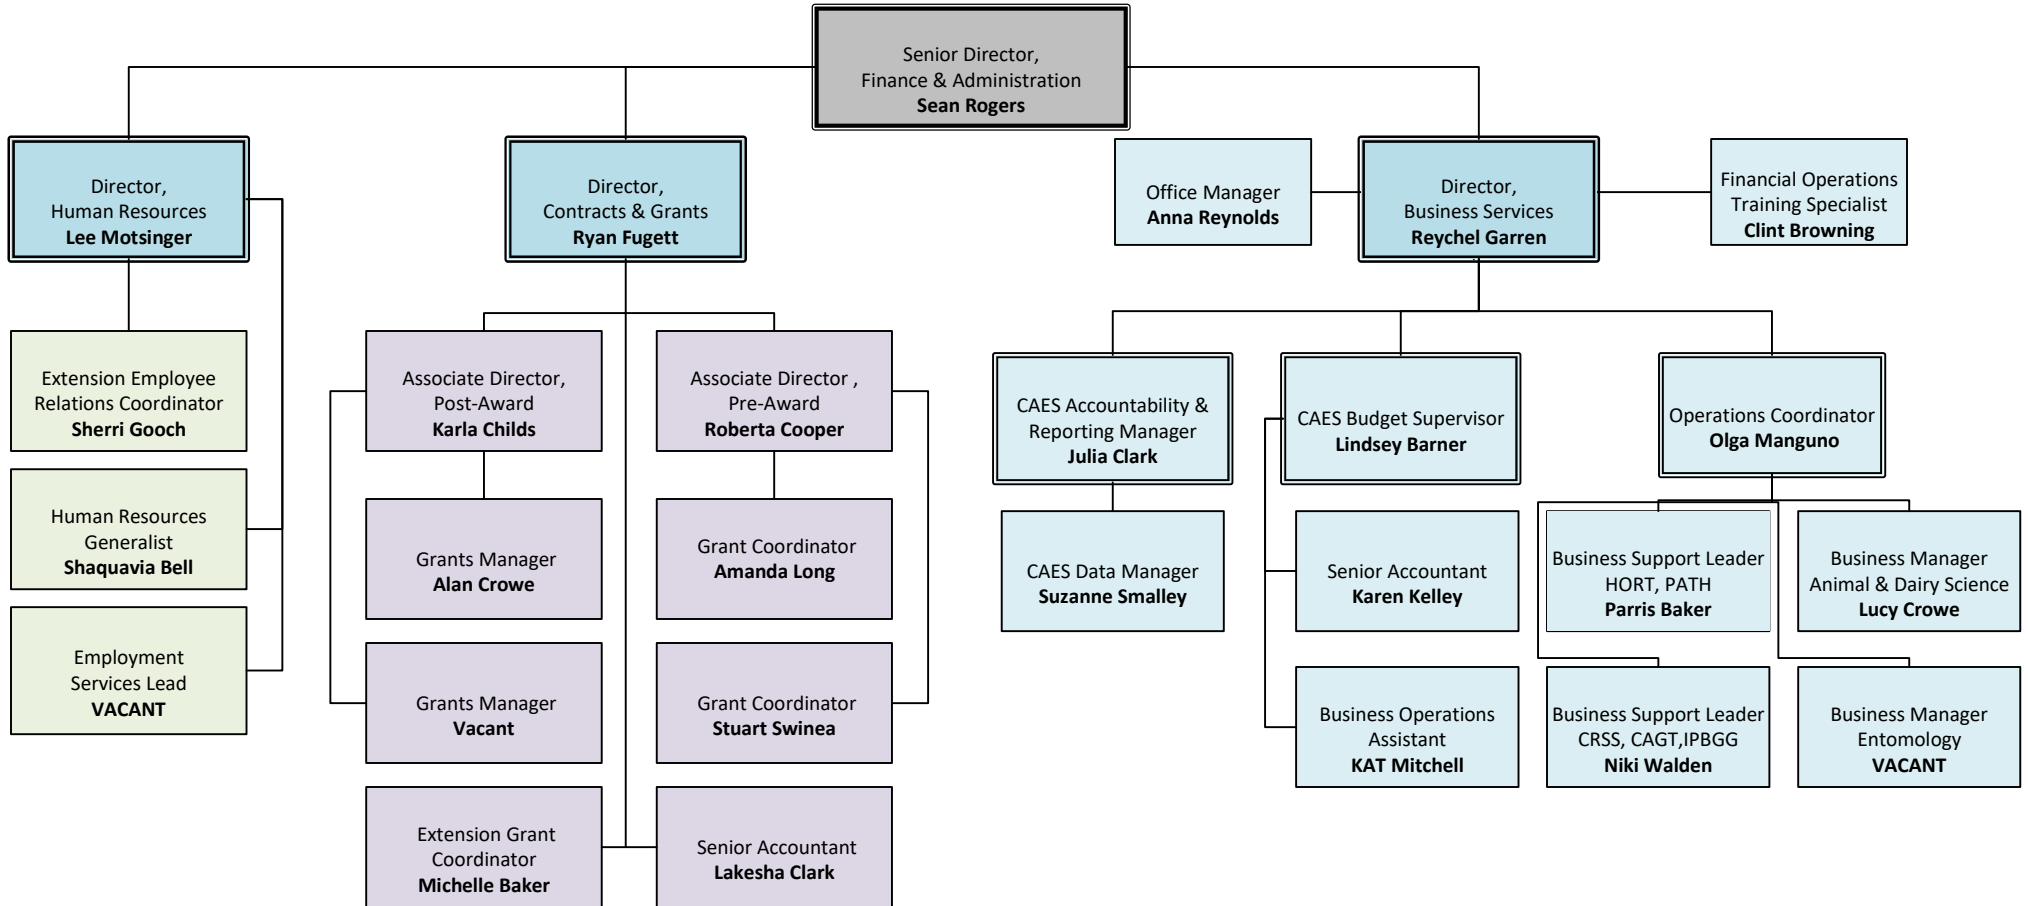 Senior Director,
Finance & Administration
Sean Rogers
Director,
Human Resources
Lee Motsinger
Director,
Contracts & Grants
Ryan Fugett
Office Manager
Anna Reynolds
Director,
Business Services
Reychel Garren
Financial Operations
Training Specialist
Clint Browning
Extension Employee
Relations Coordinator
Sherri Gooch
Human Resources
Generalist
Shaquavia Bell
Employment
Services Lead
VACANT
Associate Director,
Post-Award
Karla Childs
Associate Director ,
Pre-Award
Roberta Cooper
Grants Manager
Alan Crowe
Grant Coordinator
Amanda Long
Grants Manager
Vacant
Grant Coordinator
Stuart Swinea
Extension Grant
Coordinator
Michelle Baker
Senior Accountant
Lakesha Clark
CAES Accountability &
Reporting Manager
Julia Clark
CAES Budget Supervisor
Lindsey Barner
Operations Coordinator
Olga Manguno
CAES Data Manager
Suzanne Smalley
Senior Accountant
Karen Kelley
Business Support Leader
HORT, PATH
Parris Baker
Business Manager
Animal & Dairy Science
Lucy Crowe
Business Operations
Assistant
KAT Mitchell
Business Support Leader
CRSS, CAGT,IPBGG
Niki Walden
Business Manager
Entomology
VACANT